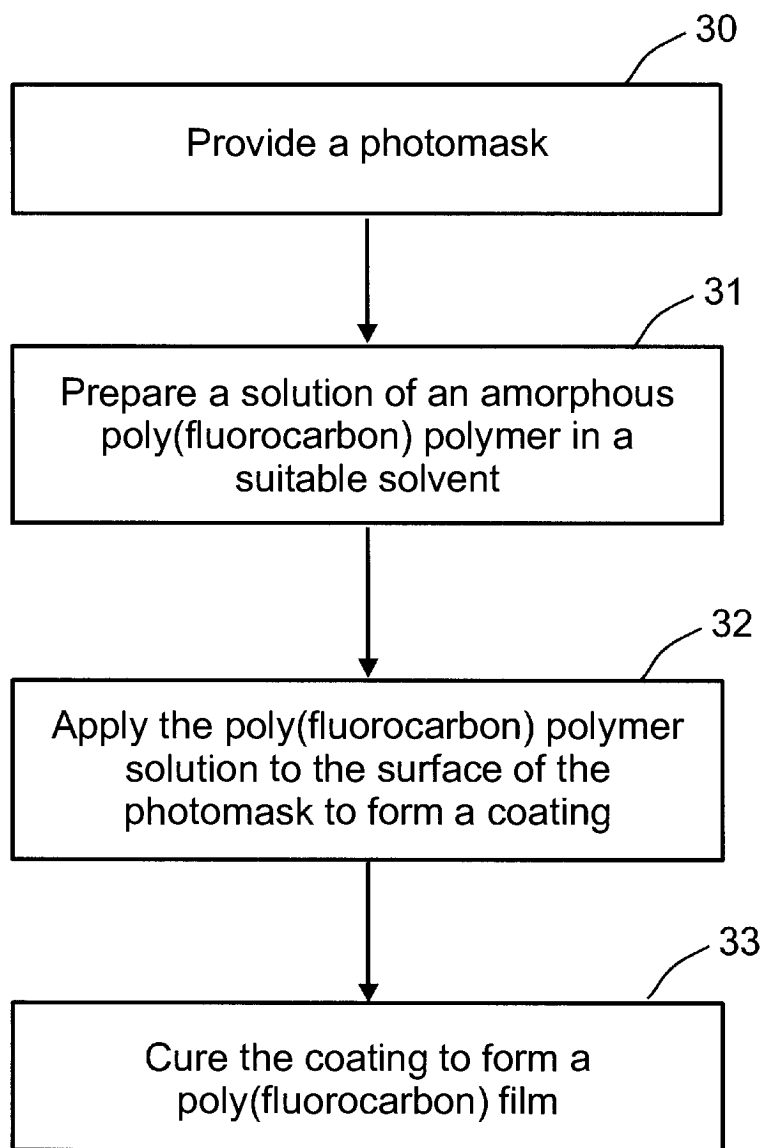 30
Provide a photomask
31
Prepare a solution of an amorphous
poly(fluorocarbon) polymer in a
suitable solvent
32
Apply the poly(fluorocarbon) polymer
solution to the surface of the
photomask to form a coating
33
Cure the coating to form a
poly(fluorocarbon) film